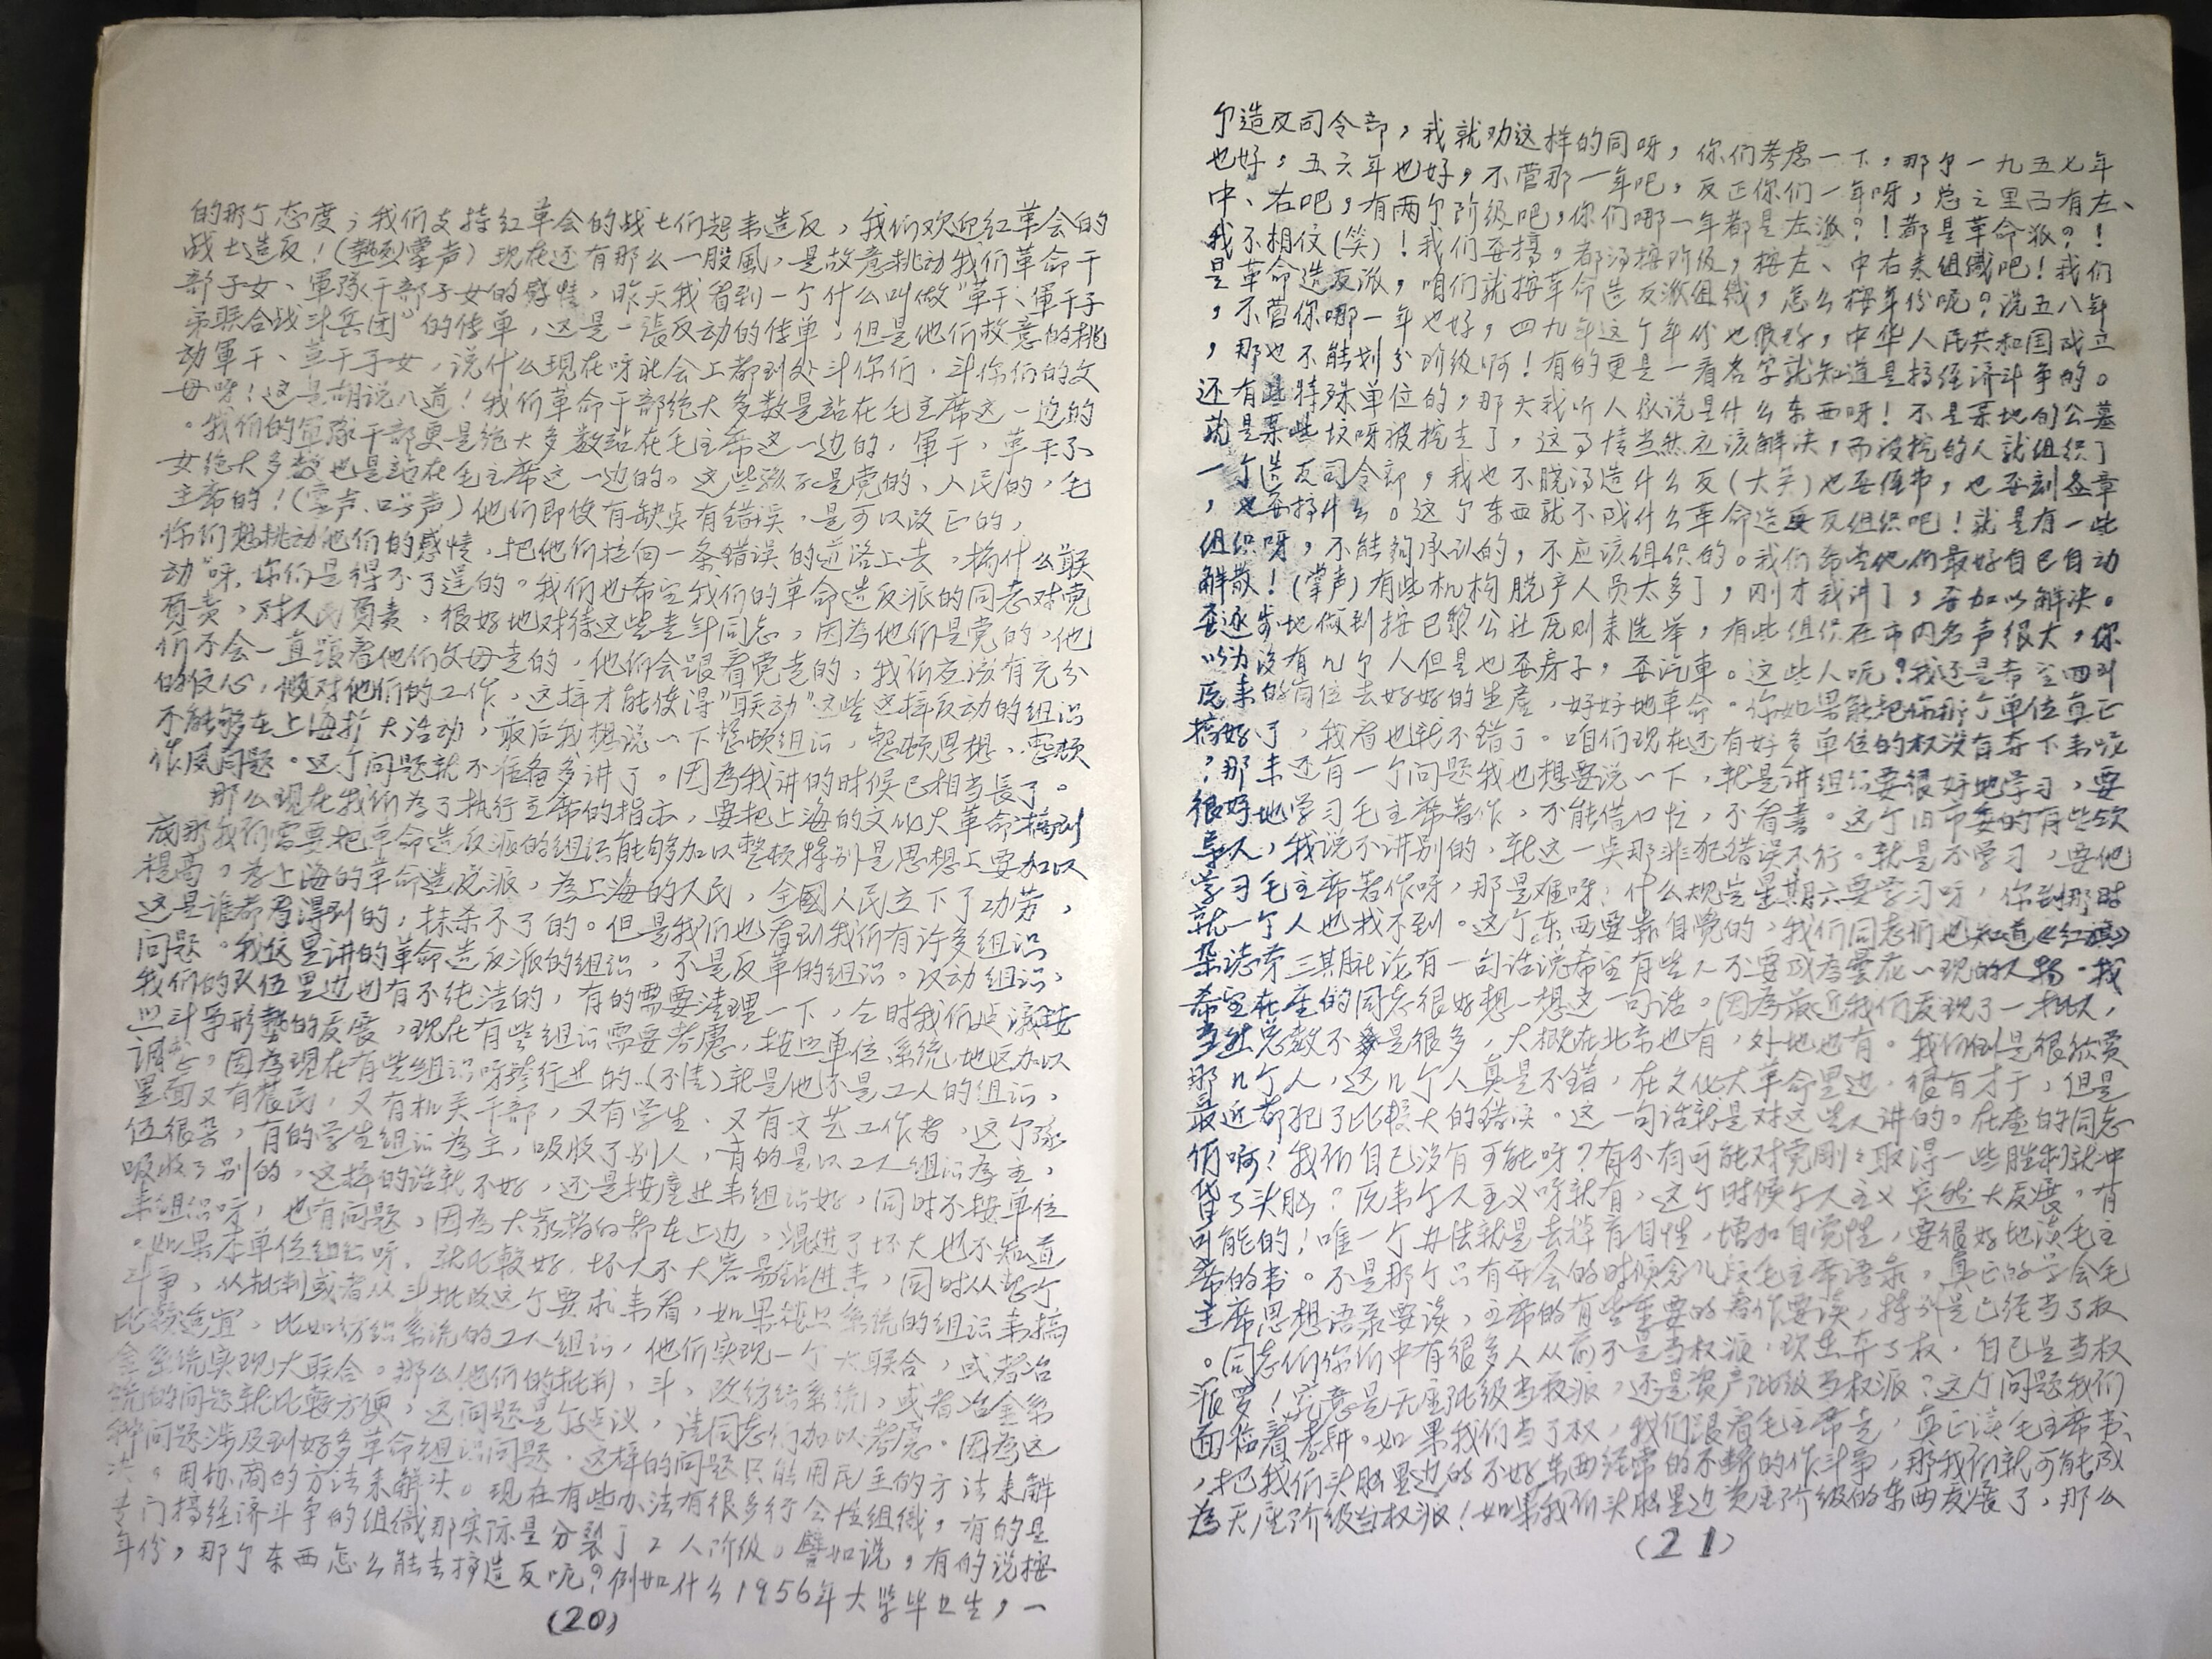 的那个态度；我们支持红革会的战士们起来造反，我们欢迎红革会的
战士造反！（热烈掌声）现在还有那么一股風，是故意挑动我们革命干
部子女、軍隊干部子女的感情，昨天我看到一个什么叫做"革干、軍干子
弟联合战斗兵团"的传单，这是一張反动的传单，但是他们故意的挑
动軍干、革干子女，说什么现在呀社会上都到处斗你们，斗你们的父
母呀！这是胡说八道！我们革命干部绝大多数是站在毛主席这一边的
。我们的軍隊干部更是绝大多数站在毛主席这一边的，軍干，革干子
女绝大多数也是站在毛主席这一边的。这些孩子是党的、人民的，毛
主席的！（掌声、口号声）他们即使有缺点有错误，是可以改正的，
你们想挑动他们的感情，把他们拉向一条错误的道路上去，搞什么"联
动"呀，你们是得不了逞的。我们也希望我们的革命造反派的同志对党
負责，对人民負责，很好地对待这些青年同志，因為他们是党的，他
们不会一直跟着他们父母走的，他们会跟着党走的，我们应该有充分
的信心，做对他们的工作，这样才能使得"联动"这些这样反动的组识
不能够在上海扩大活动，最后我想说一下整顿组识，整顿思想、整顿
作風问题。这个问题就不准备多讲了。因為我讲的时候已相当長了。
那么现在我们為了执行主席的指示，要把上海的文化大革命搞到
底那我们需要把革命造反派的组识能够加以整顿特别是思想上要加以
提高。為上海的革命造反派，為上海的人民，全國人民立下了功劳，
这是谁都看得到的，抹杀不了的。但是我们也看到我们有许多组识
问题。我这里讲的革命造反派的组识，不是反革的组识。反动组识，
我们的队伍里边也有不纯洁的，有的需要清理一下，同时我们应該按
照斗争形势的发展，现在有些组识需要考慮，按照单位系统地区加以
调正。因為现在有些组识呀跨行业的…（不清）就是他不是工人的组识，
里面又有農民，又有机关干部，又有学生，又有文艺工作者，这个队
伍很杂，有的学生组识為主，吸收了别人，有的是以工人组识為主，
吸收了别的，这样的话就不好，还是按產业来组识好，同时不按单位
来组织呀，也有问题，因為大家搞的都在上边，混进了坏人也不知道
。如果本单位组织呀，就比較好，坏人不大容易鉆进来，同时从整个
斗争，从批判或者从斗批改这个要求来看，如果按照系统的组识来搞
比較适宜，比如纺织系统的工人组识，他们实现一个大联合，或者冶
金系统实现大联合。那么他们的批判，斗，改纺织系统，或者冶金系
统的问题就比較方便，这问题是个建议，请同志们加以考慮。因為这
种问题涉及到好多革命组识问题，这样的问题只能用民主的方法来解
决。用协商的方法来解决。现在有些办法有很多行会性组織，有的是
专门搞经济斗争的组織那实际是分裂了工人阶级。譬如说，有的说按
年份，那个东西怎么能去搞造反呢？例如什么1956年大学毕业生，一
（20）
个造反司令部，我就劝这样的同呀，你们考慮一下，那个一九五七年
也好，五六年也好，不管那一年吧，反正你们一年呀，总之里面有左、
中、右吧，有两个阶级吧，你们哪一年都是左派？！都是革命派？！
我不相信（笑）！我们要搞，都得按阶级，按左、中右来组織吧！我们
是革命造反派，咱们就按革命造反派组織，怎么按年份呢？说五八年
，不管你哪一年也好，四九年这个年份也很好，中华人民共和国成立
，那也不能划分阶级啊！有的更是一看名字就知道是搞经济斗争的。
还有些特殊单位的，那天我听人家说是什么东西呀！不是某地的公墓
就是某些坟呀被挖走了，这事情当然应该解决，而被挖的人就组织了
一个造反司令部，我也不晓得造什么反（大笑）也要经节，也要刻图章
，也要搞什么。这个东西就不成什么革命造反组织吧！就是有一些
组织呀，不能夠承认的，不应该组织的。我们希望他们最好自己自动
解散！（掌声）有些机构脱产人员太多了，刚才我讲了，要加以解决。
要逐步地做到按巴黎公社原则来选举，有些组织在市内名声很大，你
以为没有几个人但是也要房子，要汽車。这些人呢？我还是希望回到
原来的岗位去好好的生產，好好地革命。你如果能把你那个单位真正
搞好了，我看也就不错了。咱们现在还有好多单位的权没有夺下来呢
？那末还有一个问题我也想要说一下，就是讲组织要很好地学习，要
很好地学习毛主席著作，不能借口忙，不看書。这个旧市委的有些领
导人，我说不讲别的，就这一点那非犯错误不行。就是不学习，要他
学习毛主席著作呀，那是难呀，什么规定星期六要学习呀，你到那时
就一个人也找不到。这个东西要靠自覺的，我们同志们也知道《红旗》
杂志第三期社论有一句话说希望有些人不要成為曇花一现的人物。我
希望在座的同志很好想一想这一句话。因為最近我们发现了一批人，
当然总数不是很多，大概在北京也有，外地也有。我们倒是很欣赏
那几个人，这几个人真是不错，在文化大革命里边，很有才干，但是
最近都犯了比較大的错误。这一句话就是对这些人讲的。在座的同志
们啊！我们自己没有可能呀？有不有可能对党刚刚取得一些胜利就冲
昏了头脑？原来个人主义呀就有，这个时候个人主义突然大发展。有
可能的！唯一个办法就是去掉盲目性，增加自觉性，要很好地读毛主
席的书。不是那个只有开会的时候念几段毛主席语录，真正的学会毛
主席思想语录要读，主席的有些重要的著作要读，特别是已经当了权
。同志们你们中有很多人从前不是当权派，现在夺了权，自己是当权
派罗！究竟是无产阶级当权派，还是资产阶级当权派？这个问题我们
面临着考验。如果我们当了权，我们跟着毛主席走，真正读毛主席书、
，把我们头脑里边的不好东西经常的不断的作斗争，那我们就可能成
為无產阶级当权派！如果我们头脑里边资產阶级的东西发展了，那么
（21）